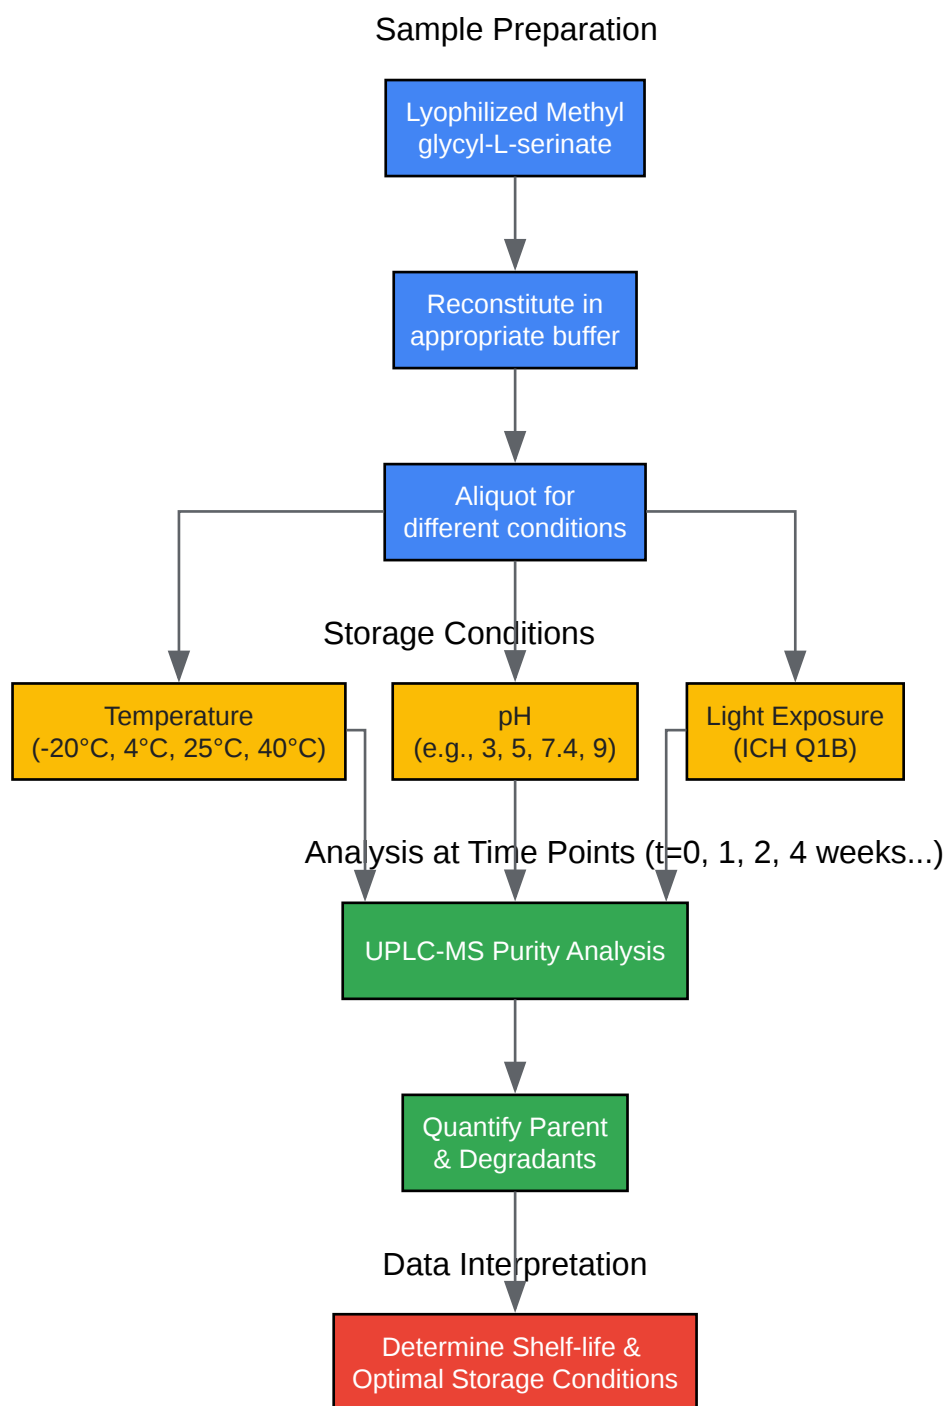 Sample Preparation
Lyophilized Methyl
glycyl-L-serinate
Reconstitute in
appropriate buffer
Aliquot for
different conditions
Storage Conditions
Temperature
(-20°C, 4°C, 25°C, 40°C)
pH
(e.g., 3, 5, 7.4, 9)
Light Exposure
(ICH Q1B)
Analysis at Time Points (t=0, 1, 2, 4 weeks...)
UPLC-MS Purity Analysis
Quantify Parent
& Degradants
Data Interpretation
Determine Shelf-life &
Optimal Storage Conditions